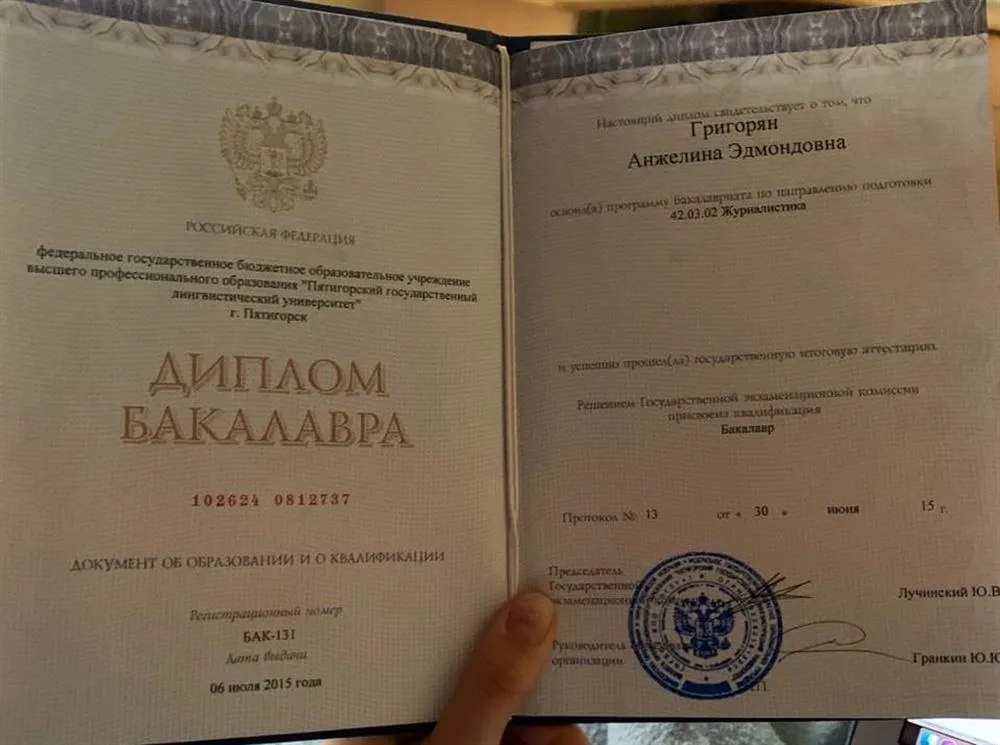 РОССИЙСКАЯ ФЕДЕРАЦИЯ
федеральное государственное бюджетное образовательное учреждение
высшего профессионального образования "Пятигорский государственный
лингвистический университет"
г. Пятигорск
ДИПЛОМ
БАКАЛАВРА
102624 0812737
ДОКУМЕНТ ОБ ОБРАЗОВАНИИ И О КВАЛИФИКАЦИИ
Регистрационный номер
БАК-131
Дата выдачи
06 июля 2015 года
Настоящий диплом свидетельствует о том, что
Григорян
Анжелина Эдмондовна
освоил(а) программу бакалавриата по направлению подготовки
42.03.02 Журналистика
и успешно прошел(ла) государственную итоговую аттестацию
Решением Государственной экзаменационной комиссии
присвоена квалификация
Бакалавр
Протокол № 13 от « 30 » июня 15 г.
Председатель
Государственной
экзаменационной
Лучинский Ю.В
Руководитель
организации
Гранкин Ю.Ю
М.П.